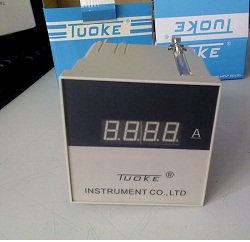 TUOKE
TUOKE
8.8.8.8 A
TUOKE ®
INSTRUMENT CO., LTD